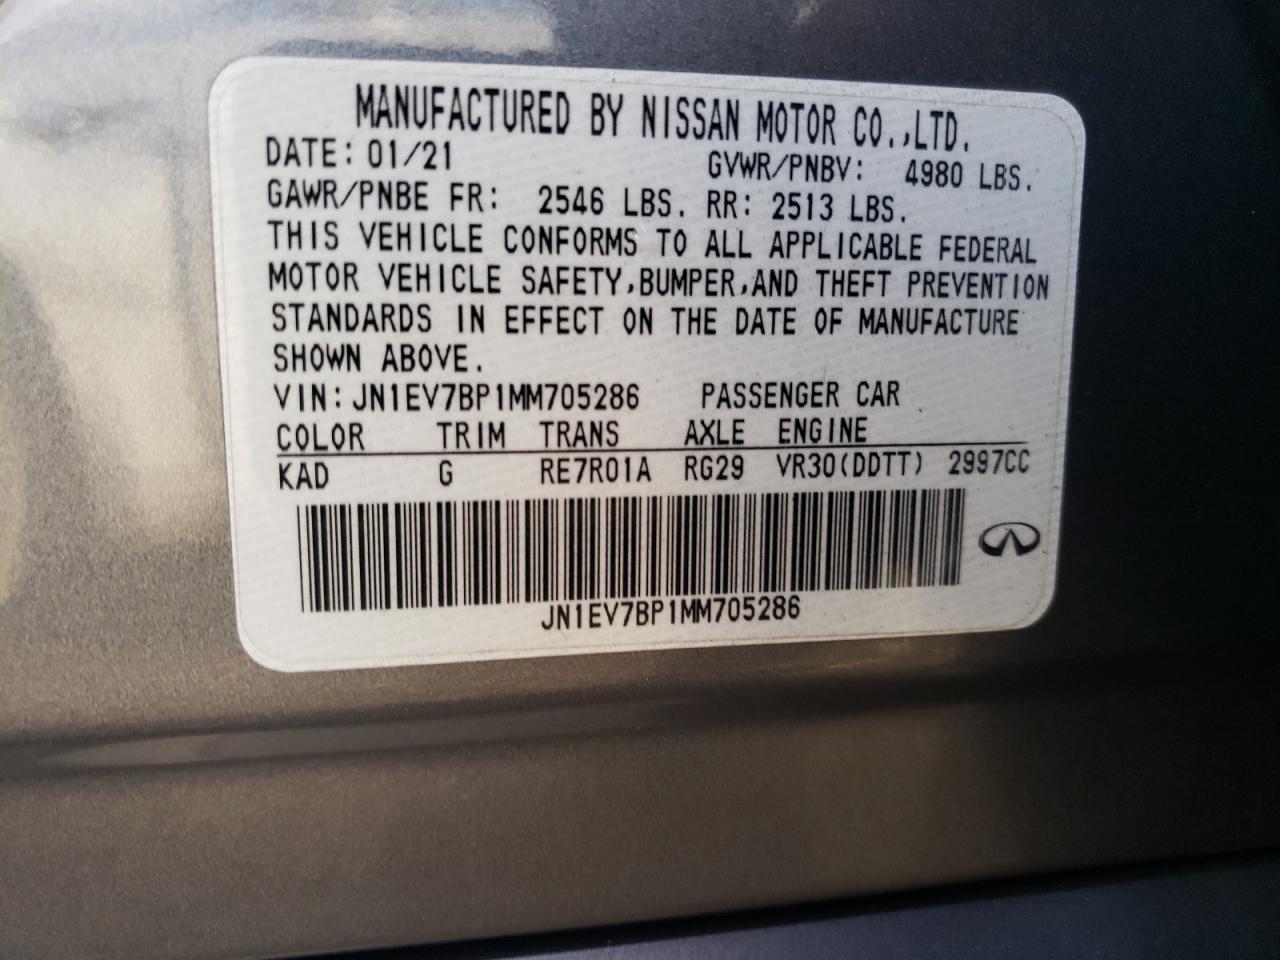 MANUFACTURED BY NISSAN MOTOR CO.,LTD.
DATE: 01/21 GVWR/PNBV: 4980 LBS.
GAWR/PNBE FR: 2546 LBS. RR: 2513 LBS.
THIS VEHICLE CONFORMS TO ALL APPLICABLE FEDERAL
MOTOR VEHICLE SAFETY,BUMPER,AND THEFT PREVENTION
STANDARDS IN EFFECT ON THE DATE OF MANUFACTURE
SHOWN ABOVE.
VIN: JN1EV7BP1MM705286 PASSENGER CAR
COLOR TRIM TRANS AXLE ENGINE
KAD G RE7R01A RG29 VR30(DDTT) 2997CC
JN1EV7BP1MM705286